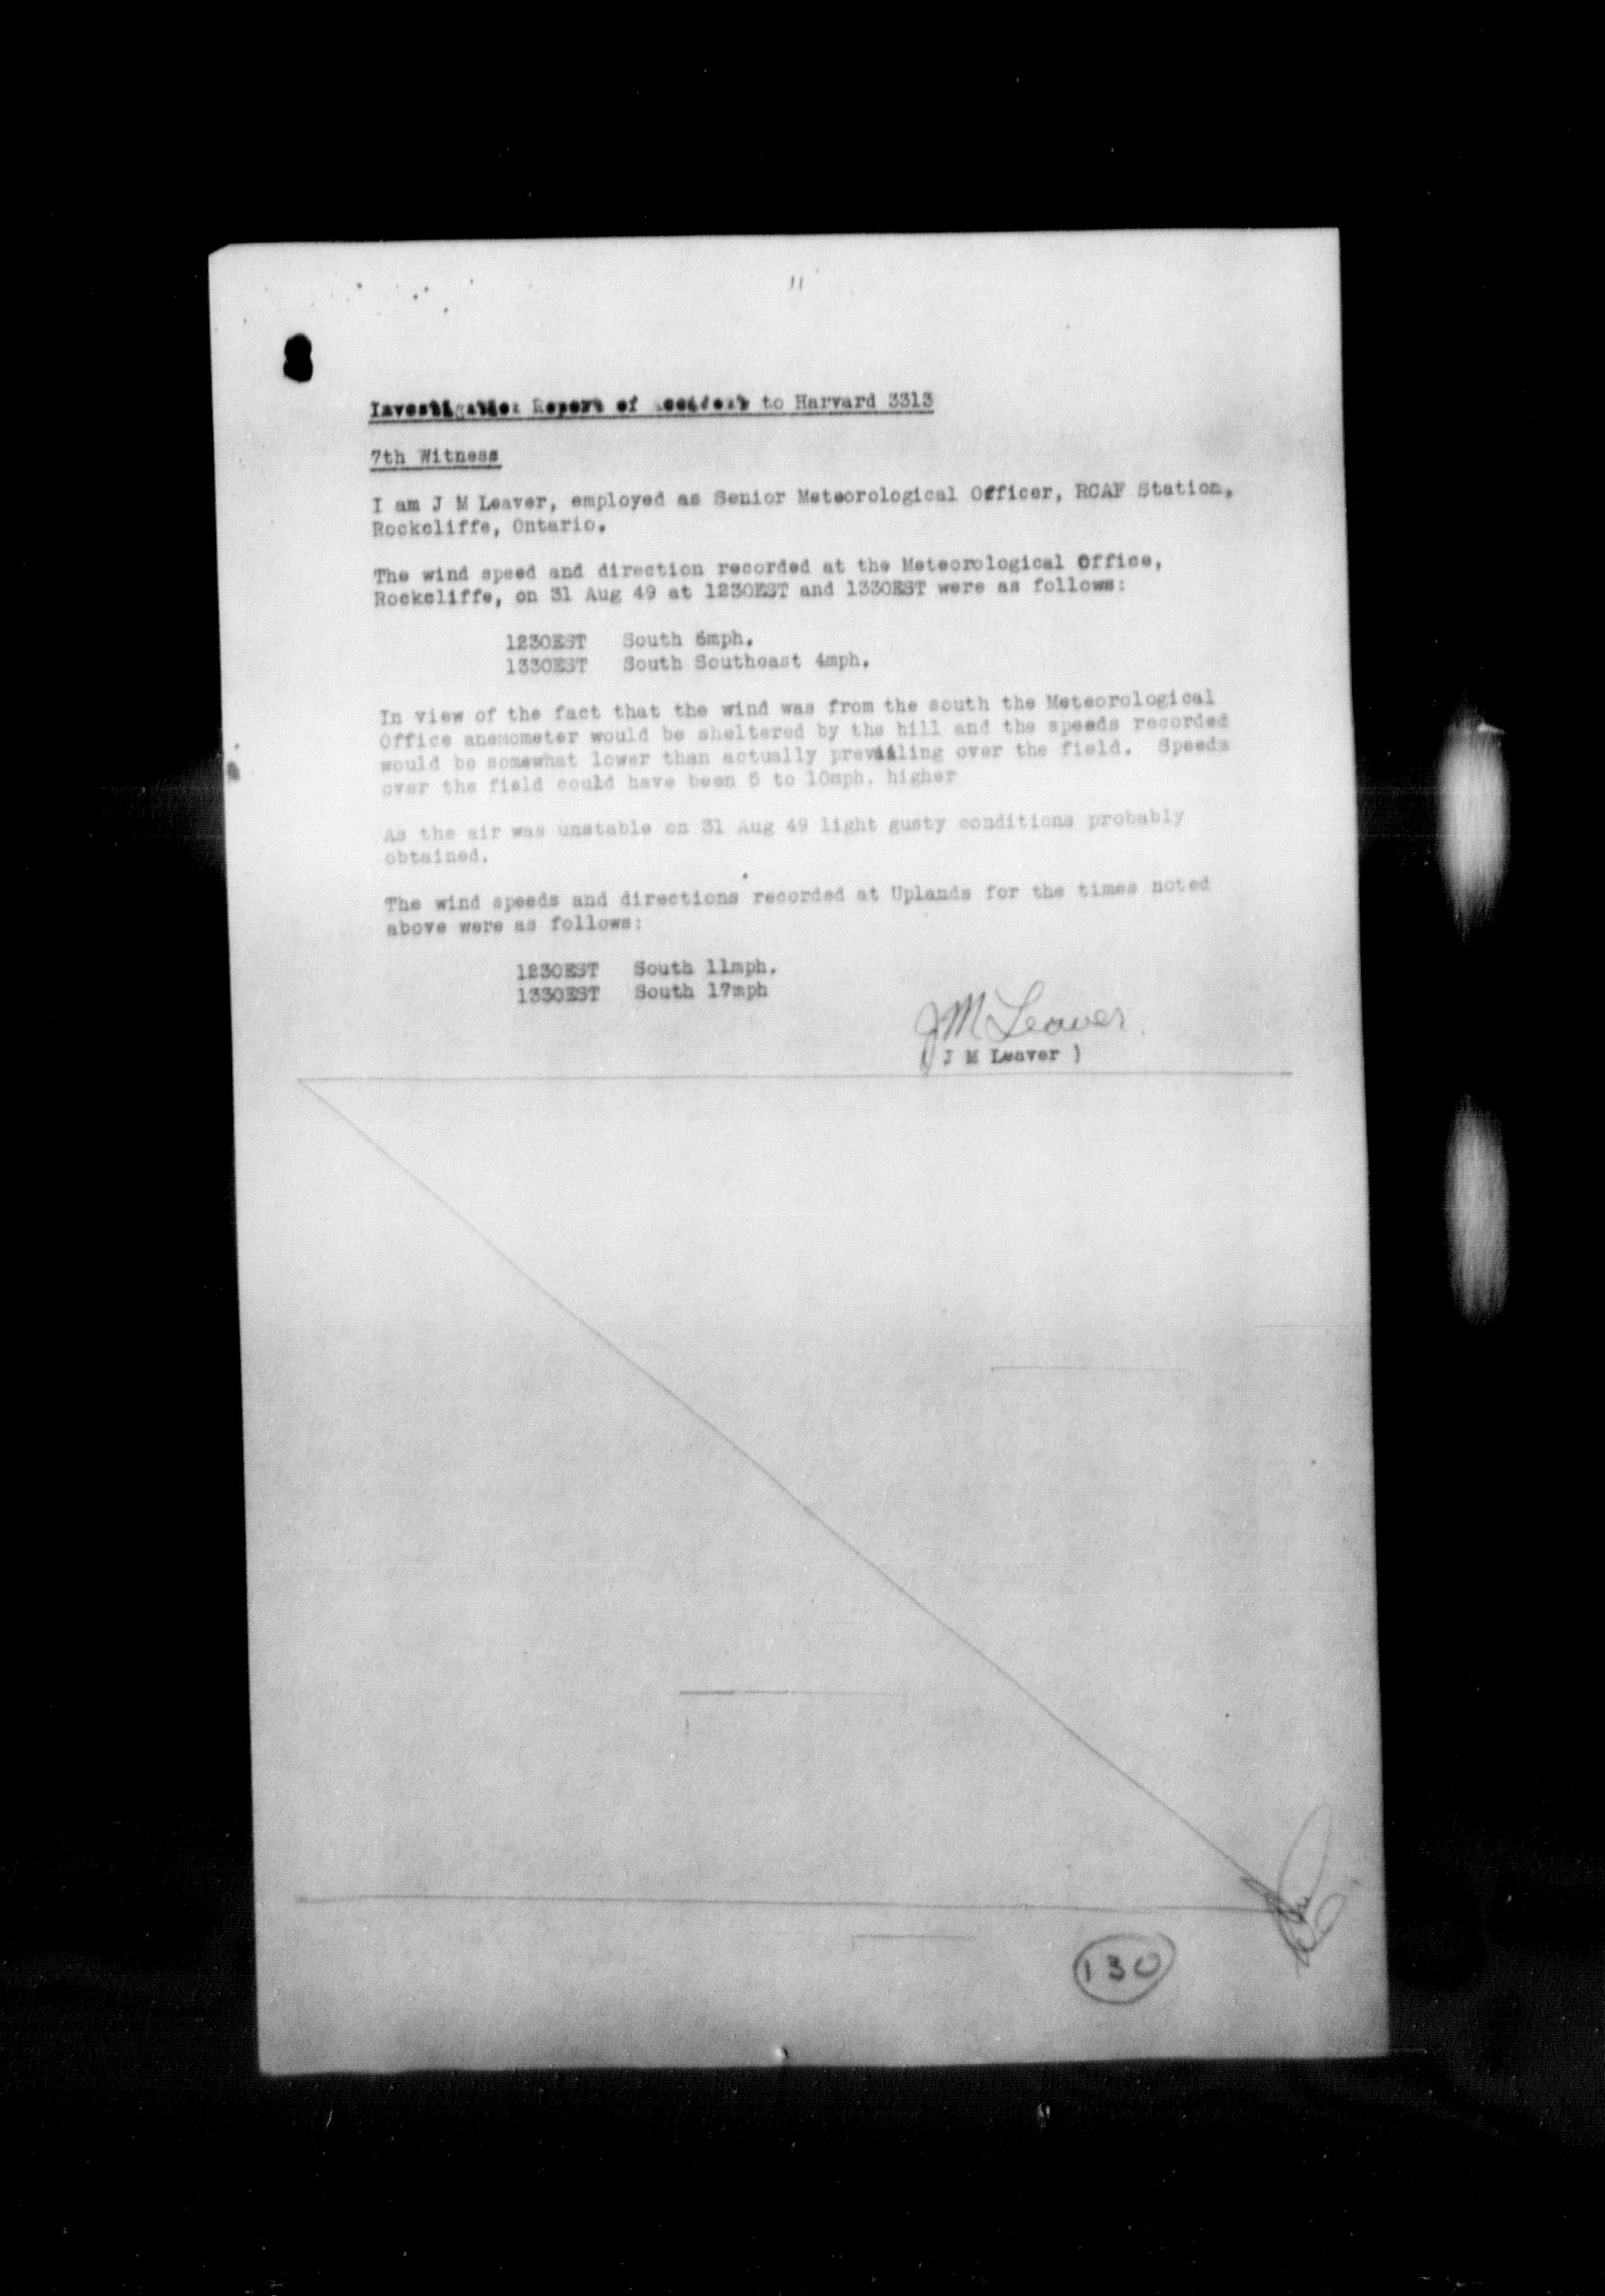 11
Investigation Report of Accident to Harvard 3313
7th Witness
I am J M Leaver, employed as Senior Meteorological Officer, RCAF Station,
Rockcliffe, Ontario.
The wind speed and direction recorded at the Meteorological Office,
Rockcliffe, on 31 Aug 49 at 1230EST and 1330EST were as follows:
1230EST South 6mph.
1330EST South Southeast 4mph.
In view of the fact that the wind was from the south the Meteorological
Office anemometer would be sheltered by the hill and the speeds recorded
would be somewhat lower than actually prevailing over the field. Speeds
over the field could have been 5 to 10mph. higher
As the air was unstable on 31 Aug 49 light gusty conditions probably
obtained.
The wind speeds and directions recorded at Uplands for the times noted
above were as follows:
1230EST South 11mph.
1330EST South 17mph
J M Leaver
( J M Leaver )
130